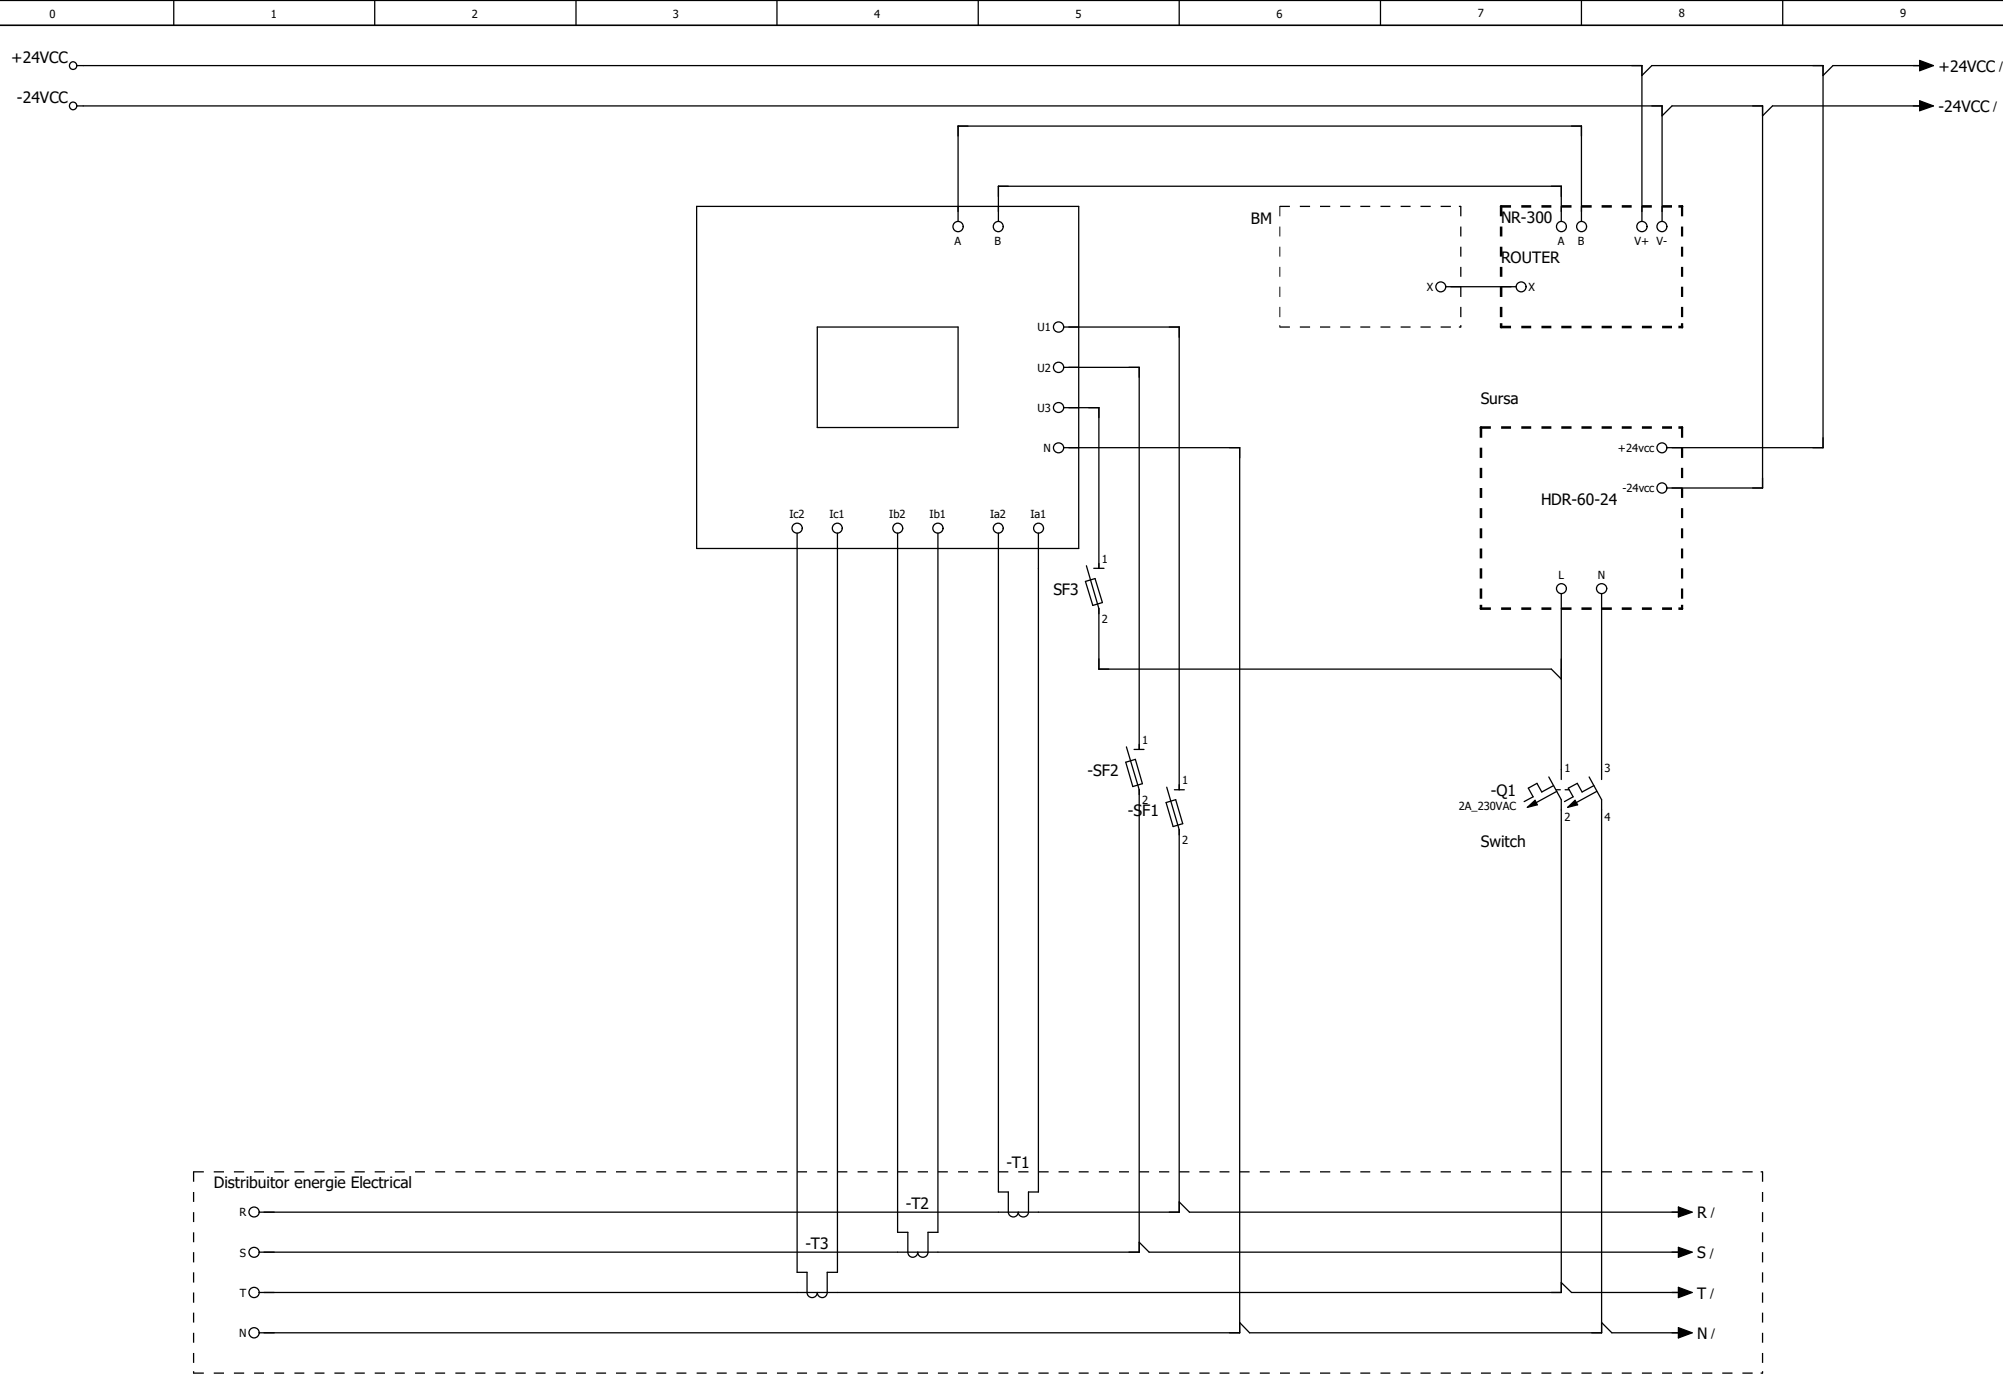 0 1 2 3 4 5 6 7 8 9
+24VCC +24VCC /
-24VCC -24VCC /
A B
BM
NR-300
A B V+ V-
ROUTER
X X
U1
U2
U3
N
Sursa
+24vcc
-24vcc
HDR-60-24
Ic2 Ic1 Ib2 Ib1 Ia2 Ia1
L N
1
SF3
2
1
-SF2
2
1
-SF1
2
1 3
-Q1
2A_230VAC
2 4
Switch
-T1
Distribuitor energie Electrical
-T2
R R /
-T3
S S /
T T /
N N /